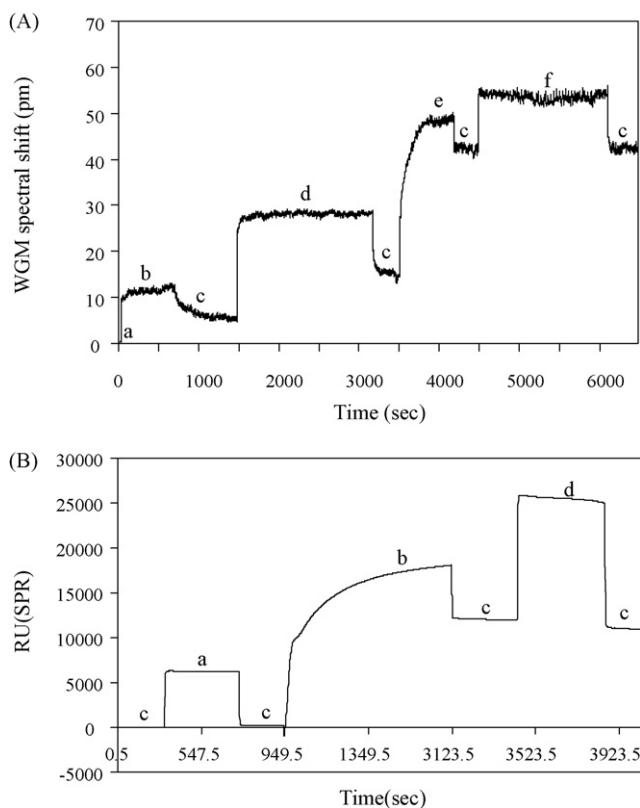 (A)
70
60
50
40
30
20
10
0
WGM spectral shift (pm)
a
b
c
d
c
e
c
f
c
0 1000 2000 3000 4000 5000 6000
Time (sec)
(B)
30000
25000
20000
15000
10000
5000
0
-5000
RU(SPR)
c
a
c
b
c
d
c
0.5 547.5 949.5 1349.5 3123.5 3523.5 3923.5
Time(sec)